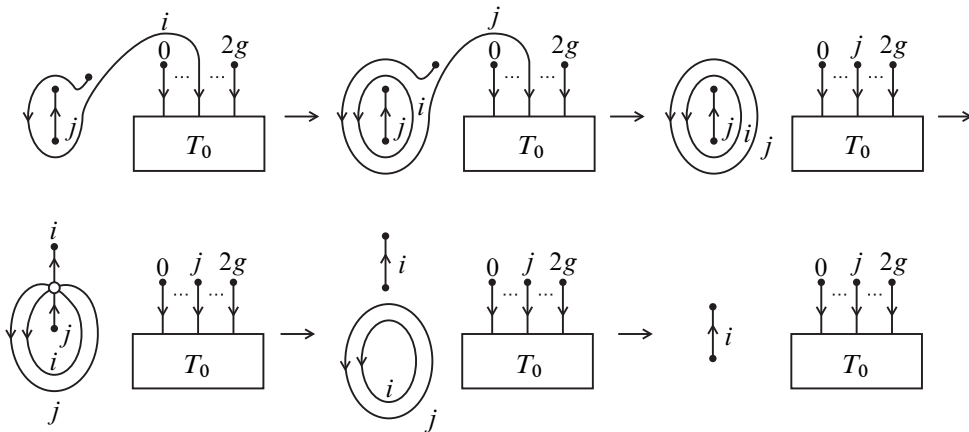 i j
0 2g 0 2g 0 j 2g
... ... ... ... ... ...
j i j j i j
T₀ T₀ T₀
i
0 j 2g i 0 j 2g 0 j 2g
... ... ... ... ... ...
j i
i T₀ i T₀ T₀
j j